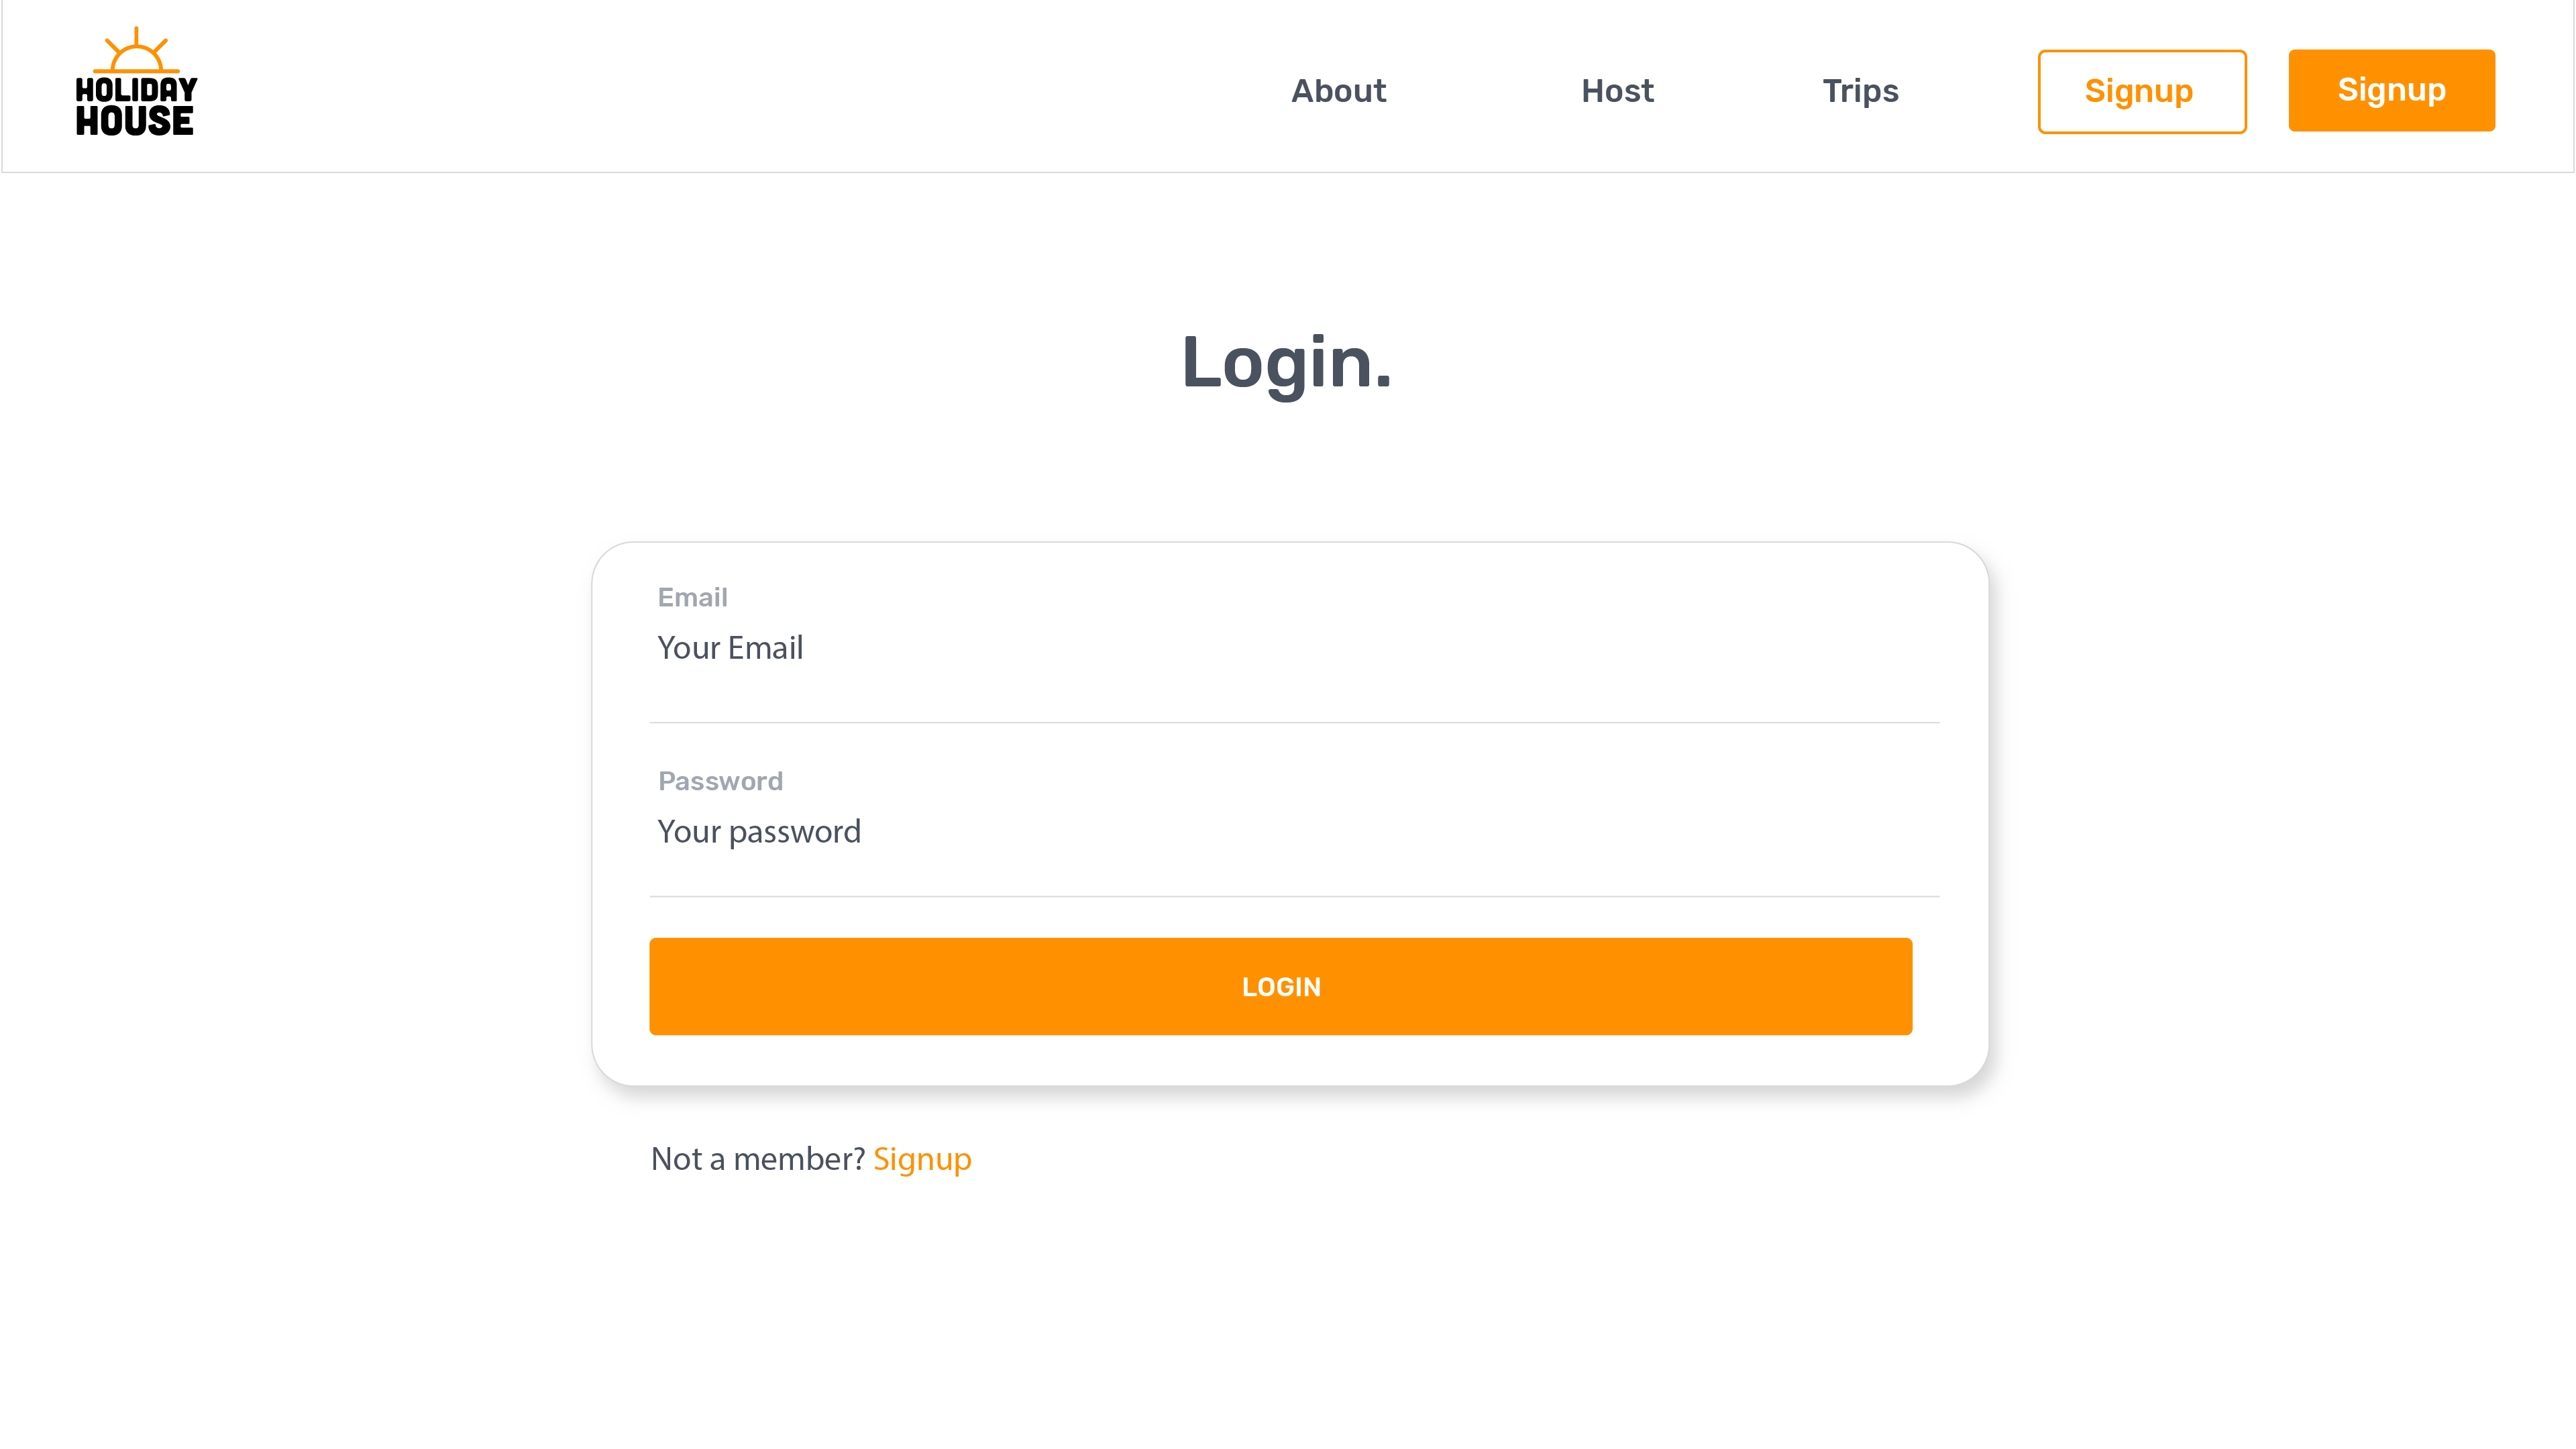 HOLIDAY
HOUSE
About Host Trips Signup Signup
Login.
Email
Your Email
Password
Your password
LOGIN
Not a member? Signup